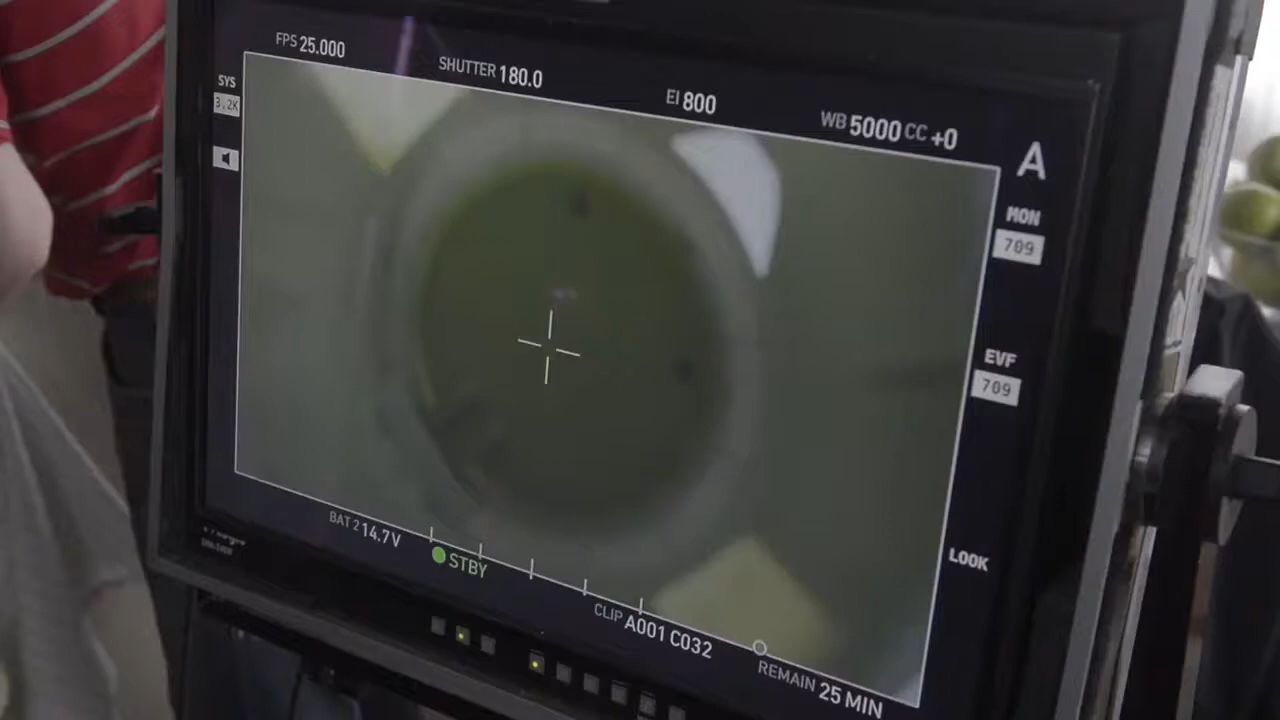 FPS 25.000
SHUTTER 180.0
EI 800
WB 5000 CC +0
SYS
3.2K
A
MON
709
EVF
709
LOOK
BAT 2 14.7V
STBY
CLIP A001 C032
REMAIN 25 MIN